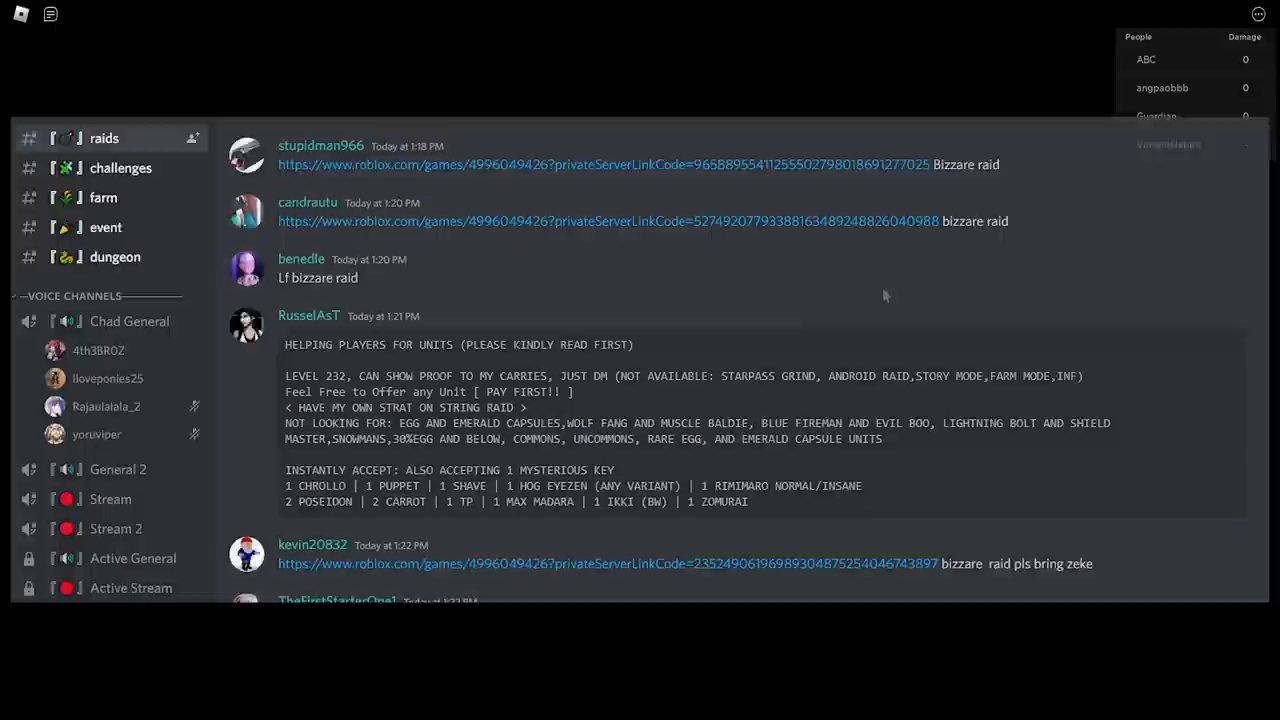 People Damage
ABC 0
angpaobbb 0
Guardian 0
『 』 raids
『 』 challenges
『 』 farm
『 』 event
『 』 dungeon
VOICE CHANNELS
『 』 Chad General
4th3BR0Z
Iloveponies25
Rajaulalala_2
yoruviper
『 』 General 2
『 』 Stream
『 』 Stream 2
『 』 Active General
『 』 Active Stream
stupidman966 Today at 1:18 PM
https://www.roblox.com/games/4996049426?privateServerLinkCode=96588955411255502798018691277025 Bizzare raid
candrautu Today at 1:20 PM
https://www.roblox.com/games/4996049426?privateServerLinkCode=52749207793388163489248826040988 bizzare raid
benedle Today at 1:20 PM
Lf bizzare raid
RusselAsT Today at 1:21 PM
HELPING PLAYERS FOR UNITS (PLEASE KINDLY READ FIRST)
LEVEL 232, CAN SHOW PROOF TO MY CARRIES, JUST DM (NOT AVAILABLE: STARPASS GRIND, ANDROID RAID,STORY MODE,FARM MODE,INF)
Feel Free to Offer any Unit [ PAY FIRST!! ]
< HAVE MY OWN STRAT ON STRING RAID >
NOT LOOKING FOR: EGG AND EMERALD CAPSULES,WOLF FANG AND MUSCLE BALDIE, BLUE FIREMAN AND EVIL BOO, LIGHTNING BOLT AND SHIELD
MASTER,SNOWMANS,30%EGG AND BELOW, COMMONS, UNCOMMONS, RARE EGG, AND EMERALD CAPSULE UNITS
INSTANTLY ACCEPT: ALSO ACCEPTING 1 MYSTERIOUS KEY
1 CHROLLO | 1 PUPPET | 1 SHAVE | 1 HOG EYEZEN (ANY VARIANT) | 1 RIMIMARO NORMAL/INSANE
2 POSEIDON | 2 CARROT | 1 TP | 1 MAX MADARA | 1 IKKI (BW) | 1 ZOMURAI
kevin20832 Today at 1:22 PM
https://www.roblox.com/games/4996049426?privateServerLinkCode=23524906196989304875254046743897 bizzare raid pls bring zeke
TheFirstStarterOne1 Today at 1:22 PM